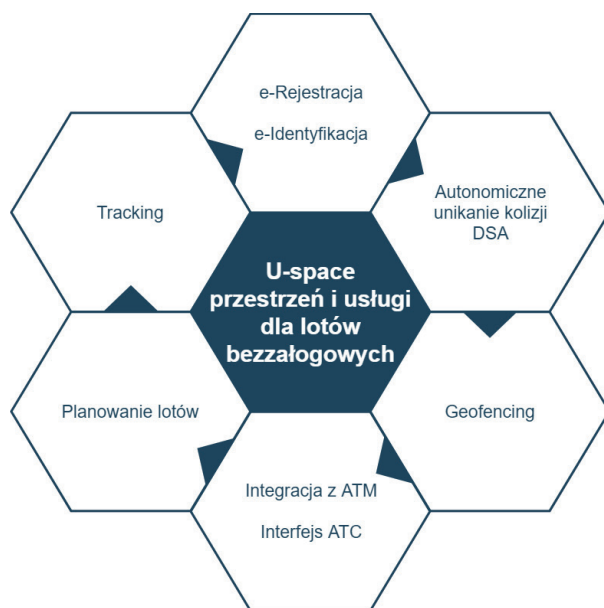 e-Rejestracja
e-Identyfikacja
Tracking
Autonomiczne
unikanie kolizji
DSA
U-space
przestrzeń i usługi
dla lotów
bezzałogowych
Planowanie lotów
Geofencing
Integracja z ATM
Interfejs ATC